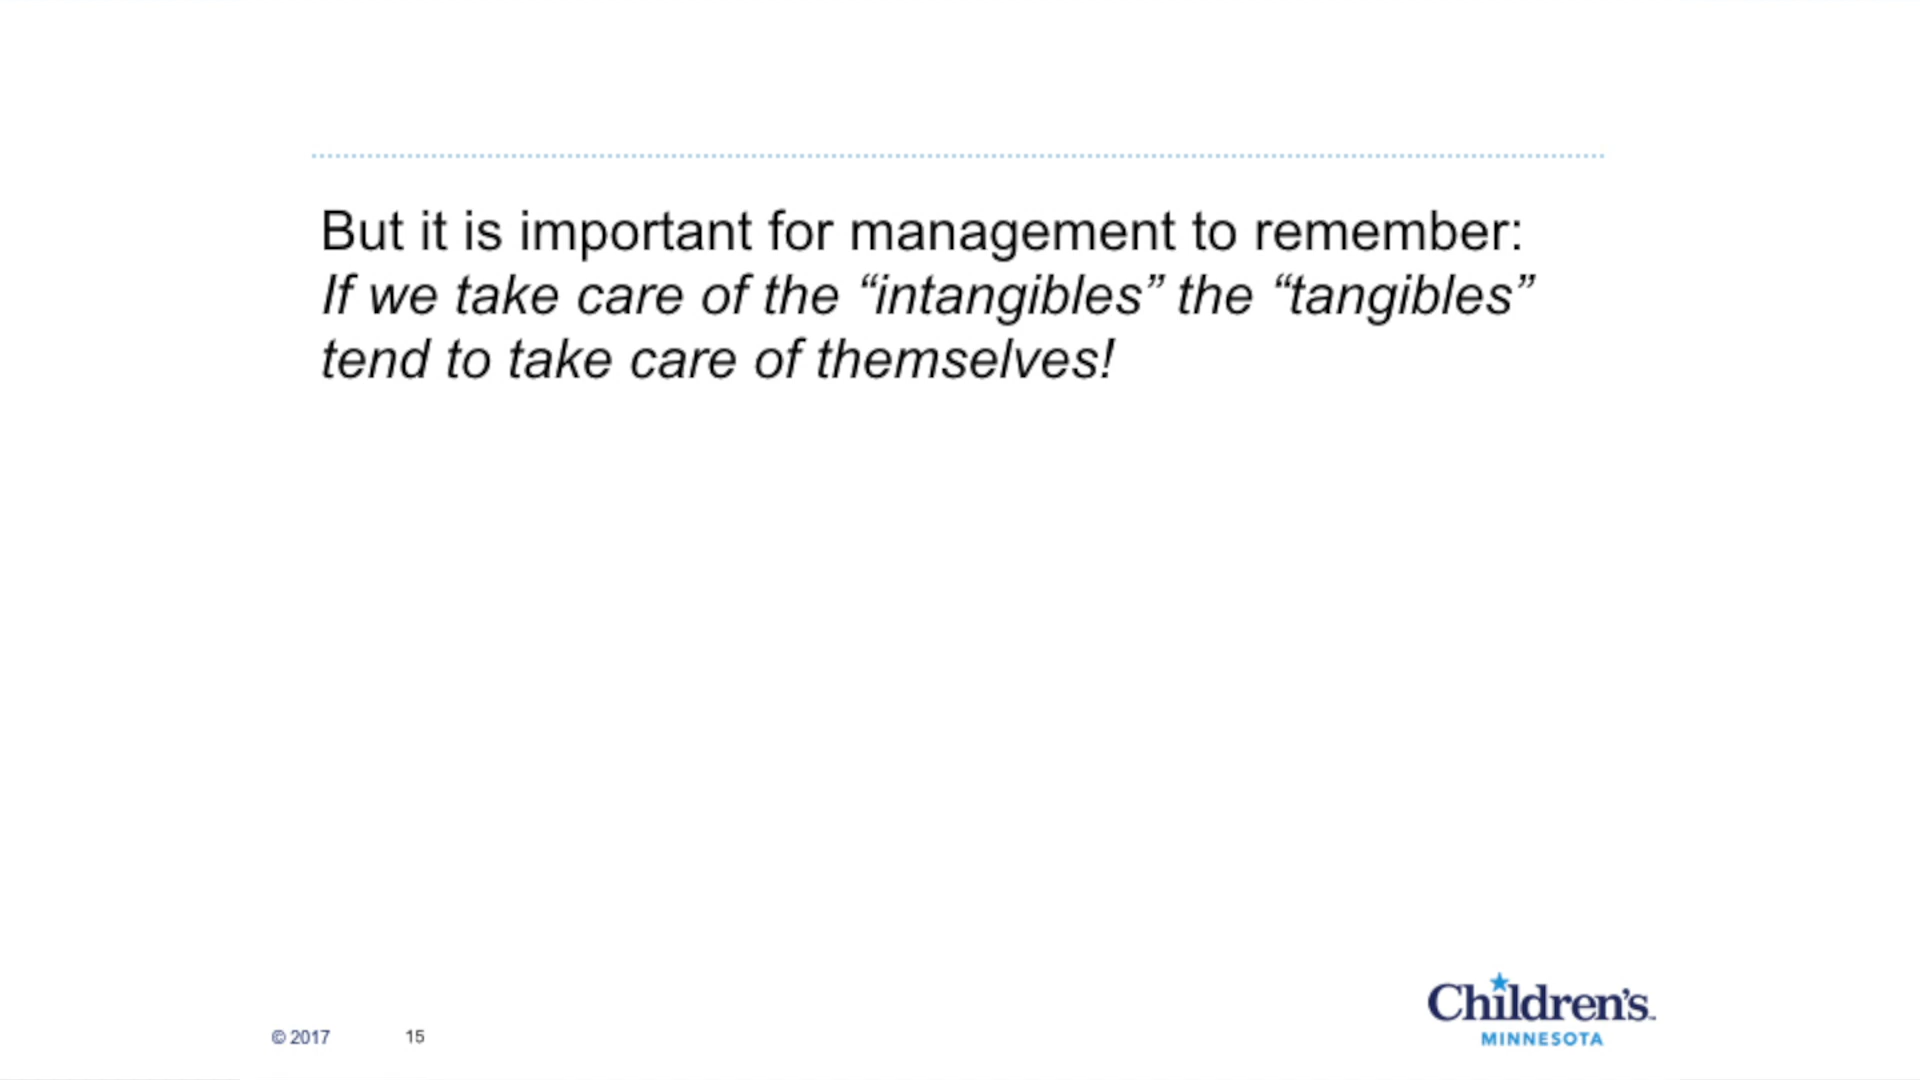 But it is important for management to remember:
If we take care of the “intangibles” the “tangibles”
tend to take care of themselves!
© 2017
15
Children's
MINNESOTA